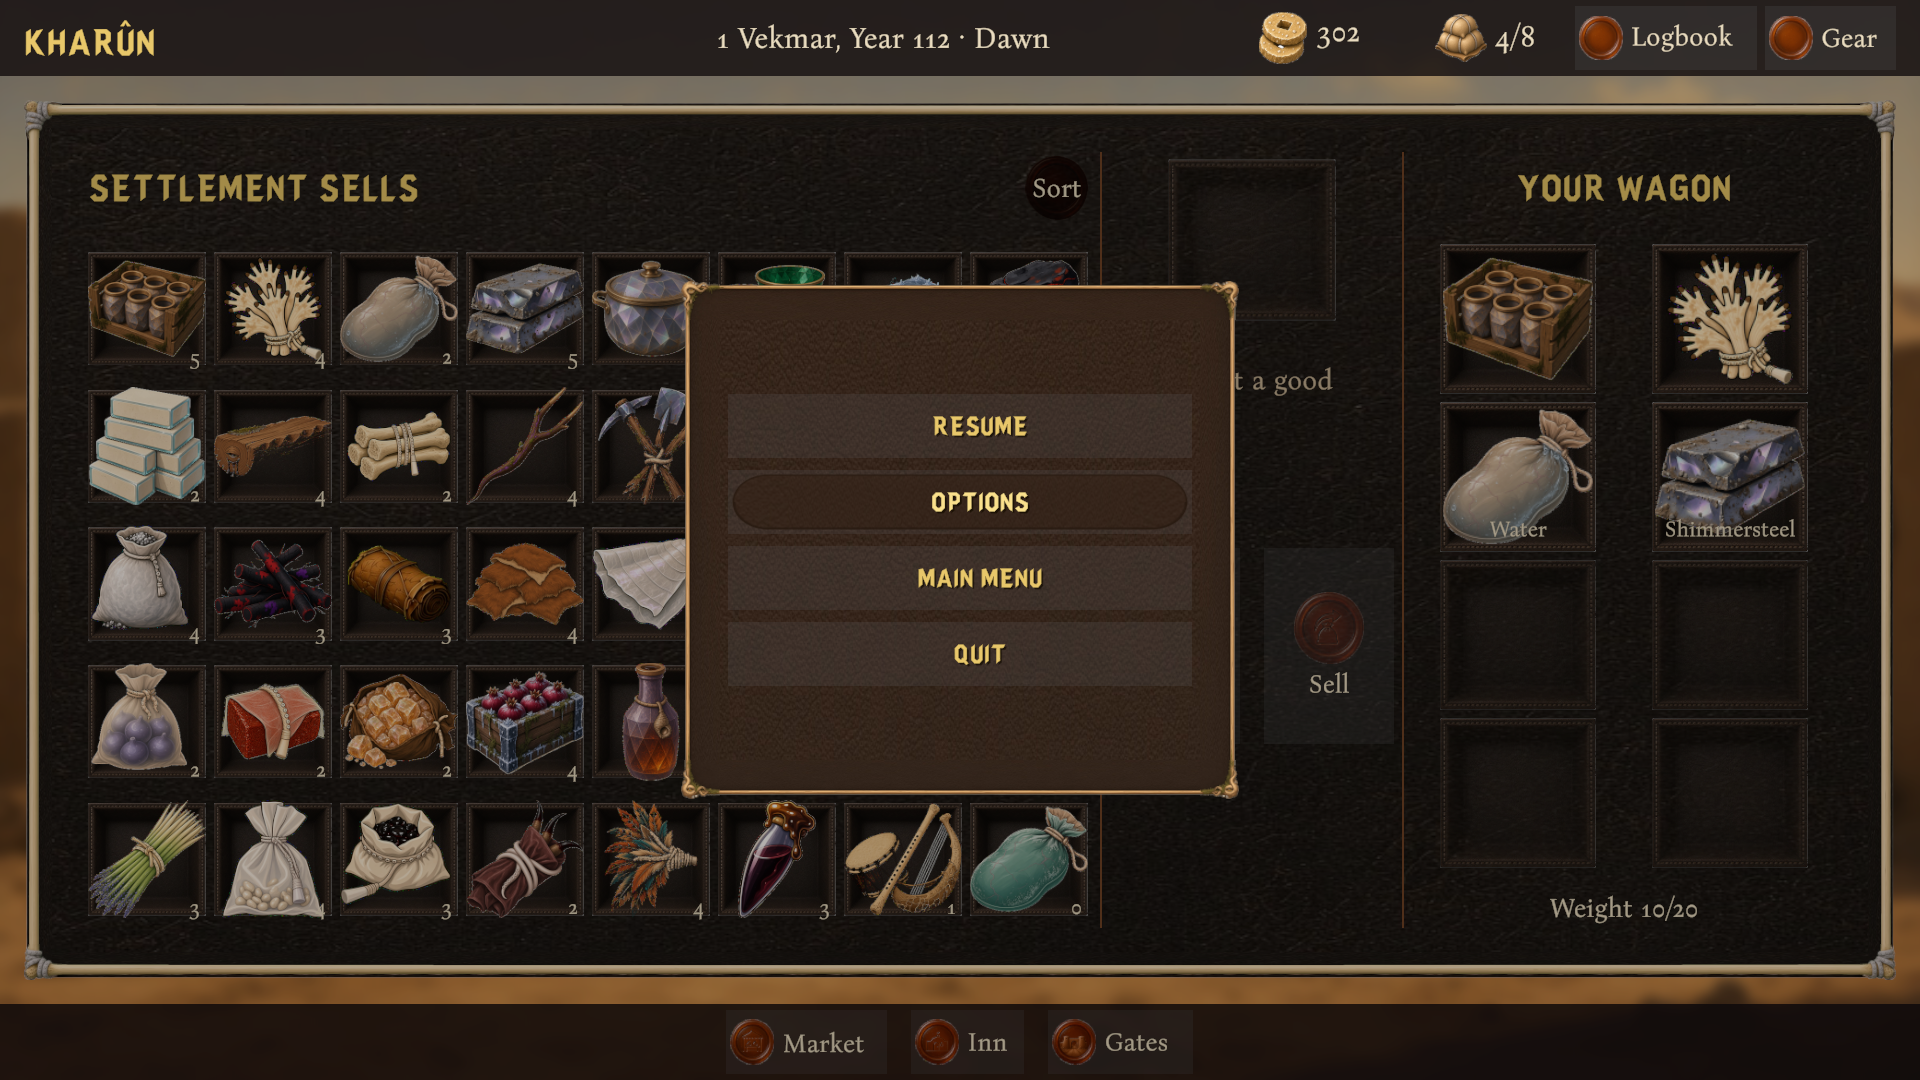 KHARÛN
1 Vekmar, Year 112 · Dawn
302
4/8
Logbook
Gear
SETTLEMENT SELLS
Sort
YOUR WAGON
5
4
2
5
t a good
RESUME
2
4
2
4
OPTIONS
Water
Shimmersteel
MAIN MENU
4
3
3
4
QUIT
Sell
2
2
2
4
3
4
3
2
4
3
1
0
Weight 10/20
Market
Inn
Gates